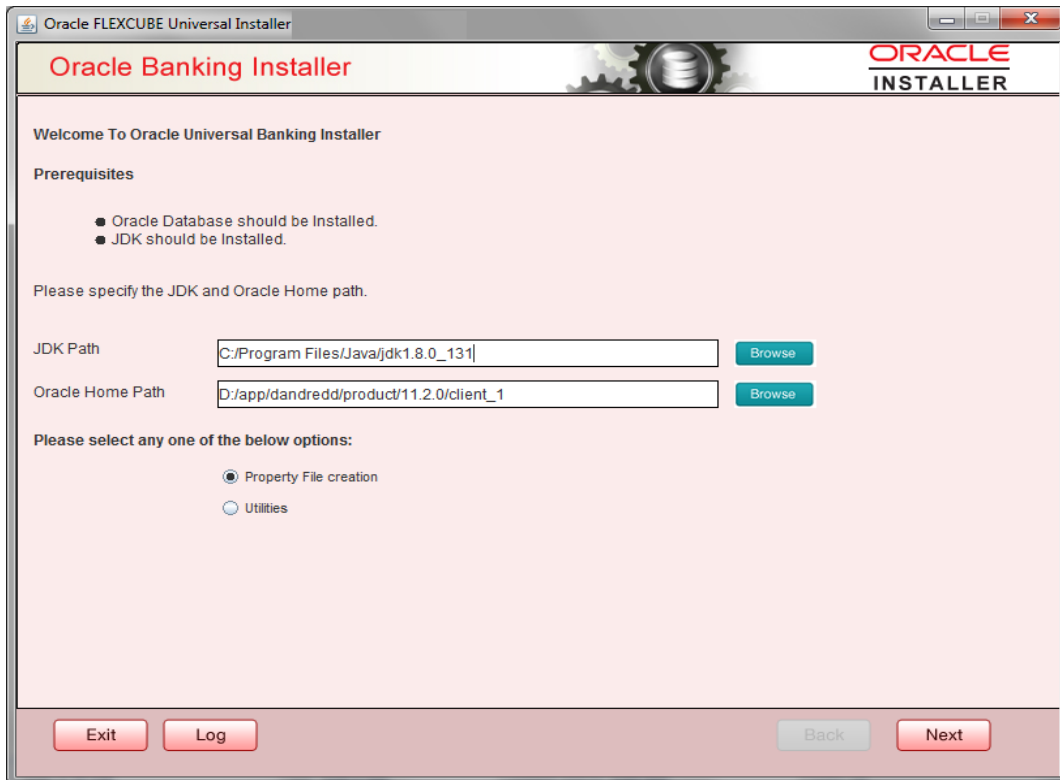 Oracle FLEXCUBE Universal Installer
Oracle Banking Installer
ORACLE
INSTALLER
Welcome To Oracle Universal Banking Installer
Prerequisites
Oracle Database should be Installed.
JDK should be Installed.
Please specify the JDK and Oracle Home path.
JDK Path
C:/Program Files/Java/jdk1.8.0_131
Browse
Oracle Home Path
D:/app/dandredd/product/11.2.0/client_1
Browse
Please select any one of the below options:
Property File creation
Utilities
Exit
Log
Back
Next